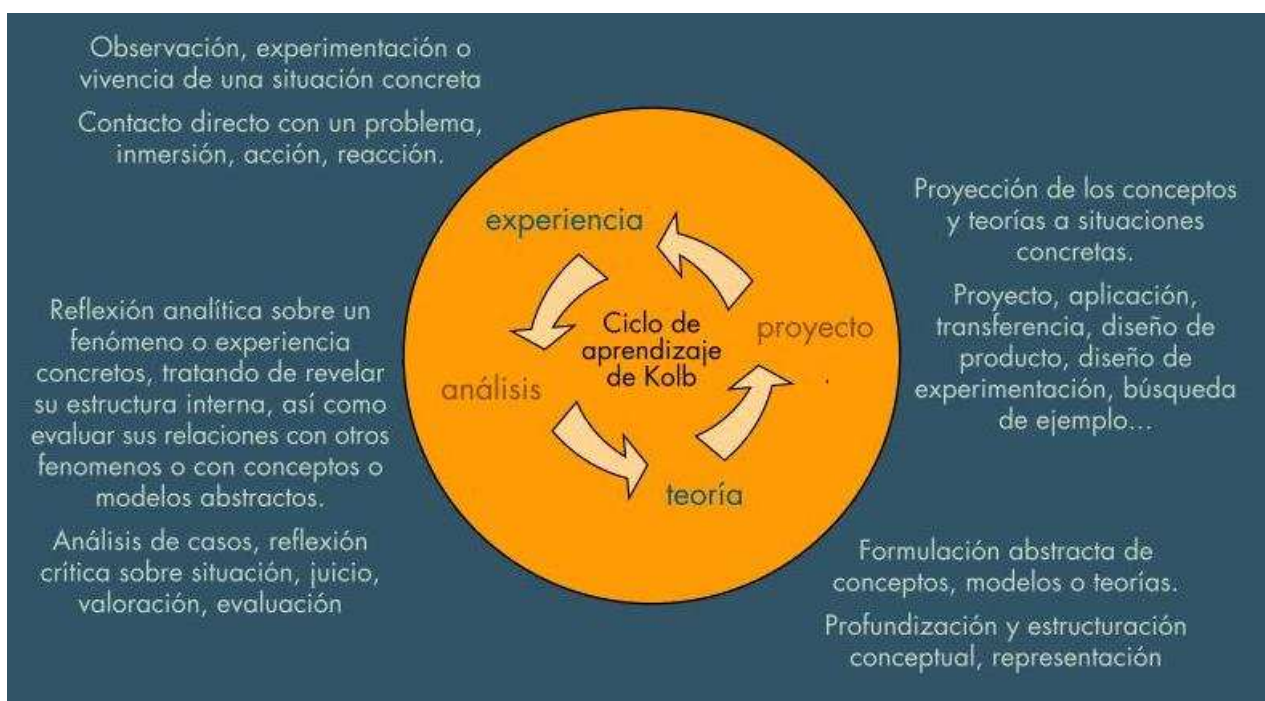 Observación, experimentación o
vivencia de una situación concreta
Contacto directo con un problema,
inmersión, acción, reacción.
experiencia
Proyección de los conceptos
y teorías a situaciones
concretas.
Proyecto, aplicación,
transferencia, diseño de
producto, diseño de
experimentación, búsqueda
de ejemplo...
Reflexión analítica sobre un
fenómeno o experiencia
concretos, tratando de revelar
su estructura interna, así como
evaluar sus relaciones con otros
fenomenos o con conceptos o
modelos abstractos.
Análisis de casos, reflexión
crítica sobre situación, juicio,
valoración, evaluación
Ciclo de
aprendizaje
de Kolb
proyecto
análisis
teoría
Formulación abstracta de
conceptos, modelos o teorías.
Profundización y estructuración
conceptual, representación